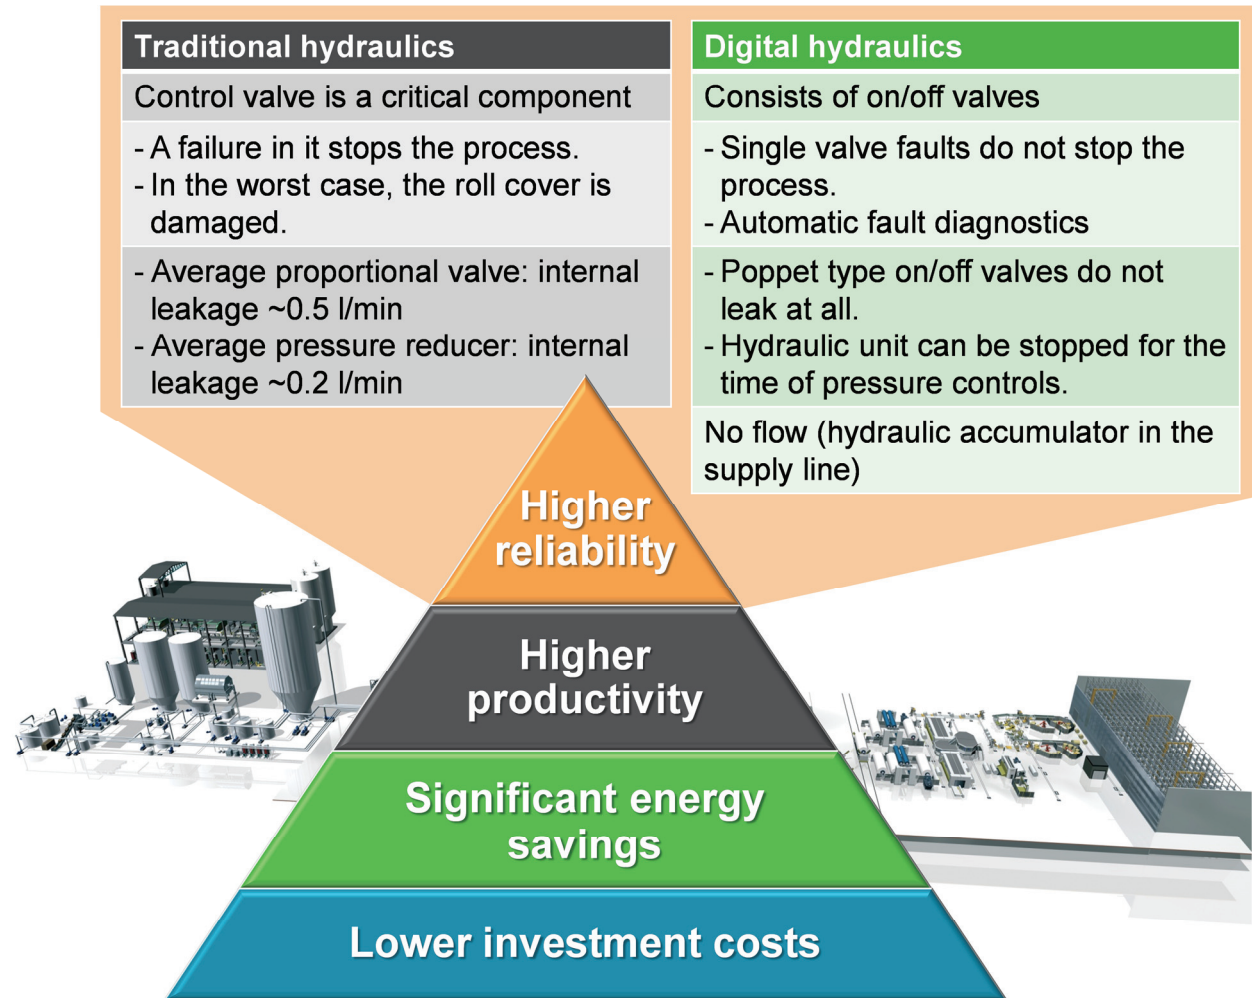 Traditional hydraulics
Control valve is a critical component
- A failure in it stops the process.
- In the worst case, the roll cover is
damaged.
- Average proportional valve: internal
leakage ~0.5 l/min
- Average pressure reducer: internal
leakage ~0.2 l/min
Digital hydraulics
Consists of on/off valves
- Single valve faults do not stop the
process.
- Automatic fault diagnostics
- Poppet type on/off valves do not
leak at all.
- Hydraulic unit can be stopped for the
time of pressure controls.
No flow (hydraulic accumulator in the
supply line)
Higher
reliability
Higher
productivity
Significant energy
savings
Lower investment costs